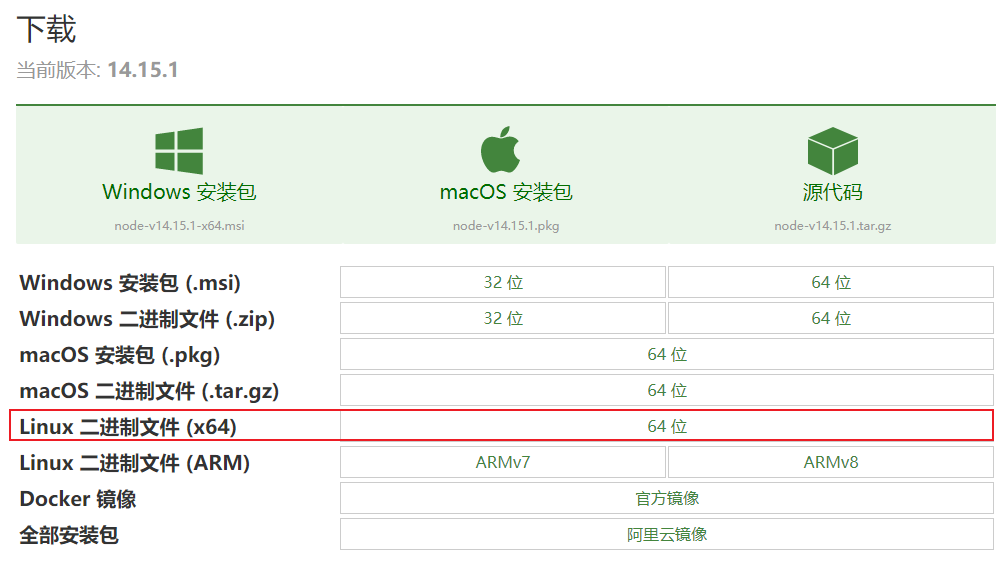 下载
当前版本: 14.15.1
Windows 安装包
macOS 安装包
源代码
node-v14.15.1-x64.msi
node-v14.15.1.pkg
node-v14.15.1.tar.gz
Windows 安装包 (.msi) 32 位 64 位
Windows 二进制文件 (.zip) 32 位 64 位
macOS 安装包 (.pkg) 64 位
macOS 二进制文件 (.tar.gz) 64 位
Linux 二进制文件 (x64) 64 位
Linux 二进制文件 (ARM) ARMv7 ARMv8
Docker 镜像 官方镜像
全部安装包 阿里云镜像